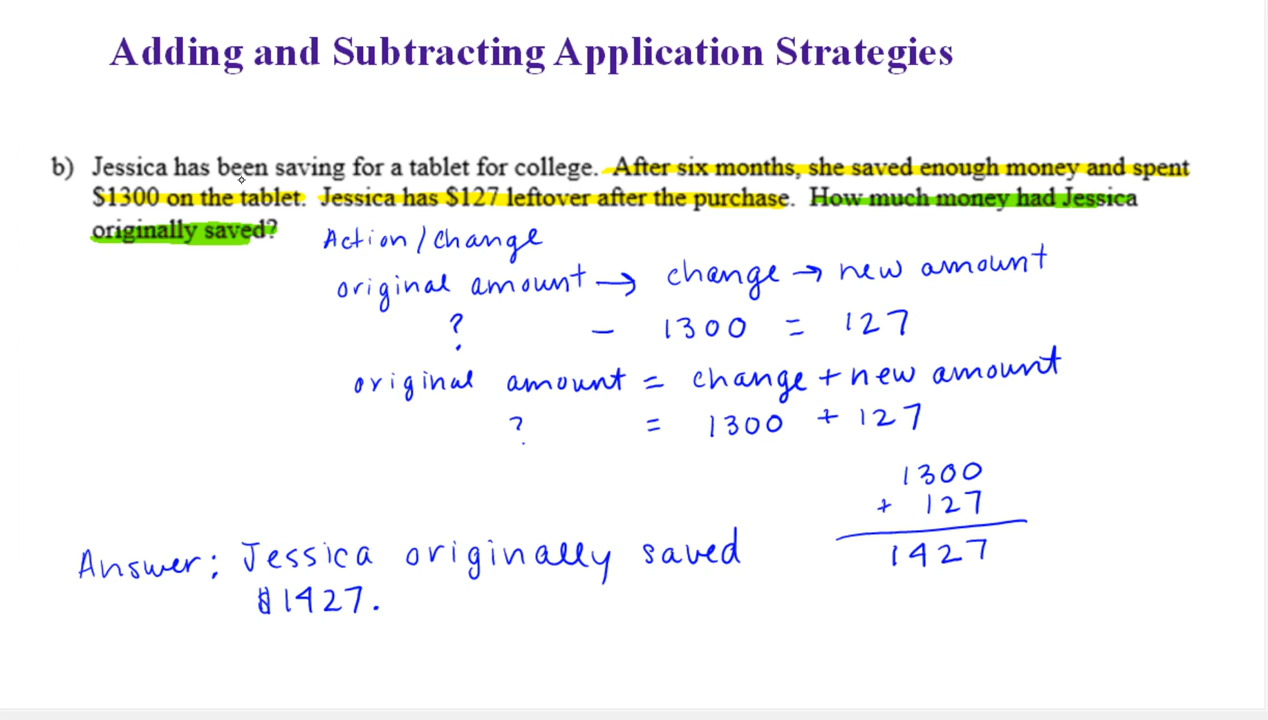 Adding and Subtracting Application Strategies
b) Jessica has been saving for a tablet for college. After six months, she saved enough money and spent
$1300 on the tablet. Jessica has $127 leftover after the purchase. How much money had Jessica
originally saved?
Action/change
original amount → change → new amount
? - 1300 = 127
original amount = change + new amount
? = 1300 + 127
1300
+ 127
1427
Answer: Jessica originally saved
$1427.